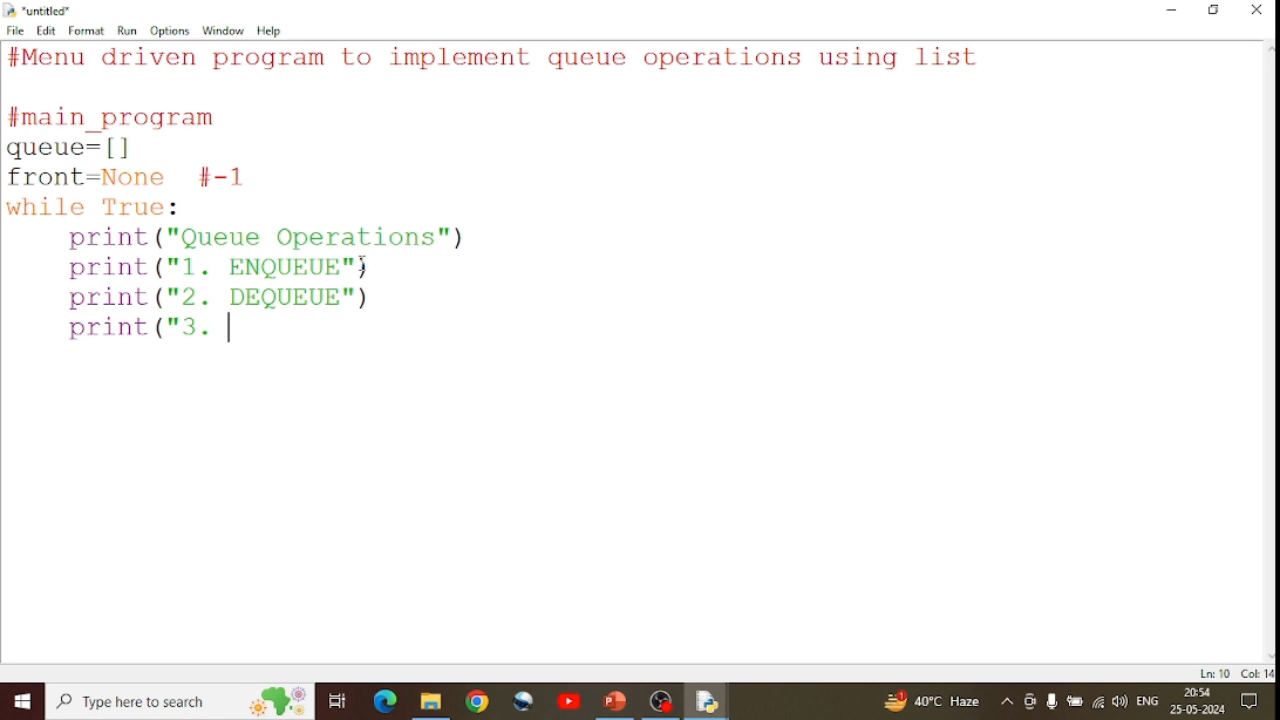 *untitled*
File Edit Format Run Options Window Help
#Menu driven program to implement queue operations using list
#main_program
queue=[]
front=None  #-1
while True:
    print("Queue Operations")
    print("1. ENQUEUE")
    print("2. DEQUEUE")
    print("3. 
Ln: 10 Col: 14
Type here to search
1
40°C Haze
ENG
20:54
25-05-2024